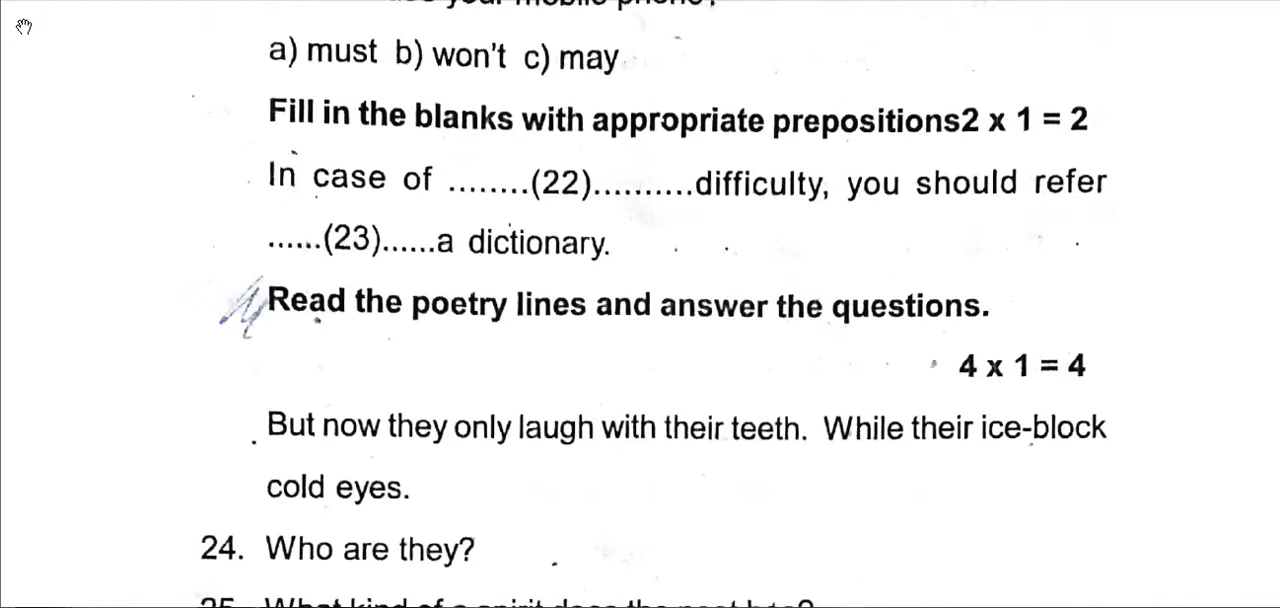 a) must b) won't c) may
Fill in the blanks with appropriate prepositions2 x 1 = 2
In case of ........(22)..........difficulty, you should refer
......(23)......a dictionary.
Read the poetry lines and answer the questions.
4 x 1 = 4
But now they only laugh with their teeth. While their ice-block
cold eyes.
24. Who are they?